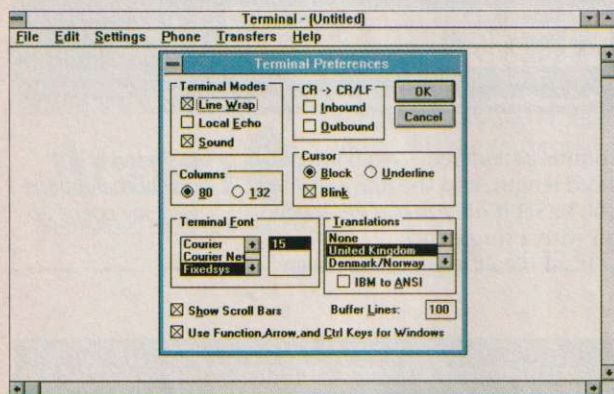 Terminal - (Untitled)
File Edit Settings Phone Transfers Help
Terminal Preferences
Terminal Modes
Line Wrap
Local Echo
Sound
CR -> CR/LF
Inbound
Outbound
OK
Cancel
Columns
80 132
Cursor
Block Underline
Blink
Terminal Font
Courier
Courier New
Fixedsys
15
Translations
None
United Kingdom
Denmark/Norway
IBM to ANSI
Show Scroll Bars
Buffer Lines: 100
Use Function,Arrow,and Ctrl Keys for Windows